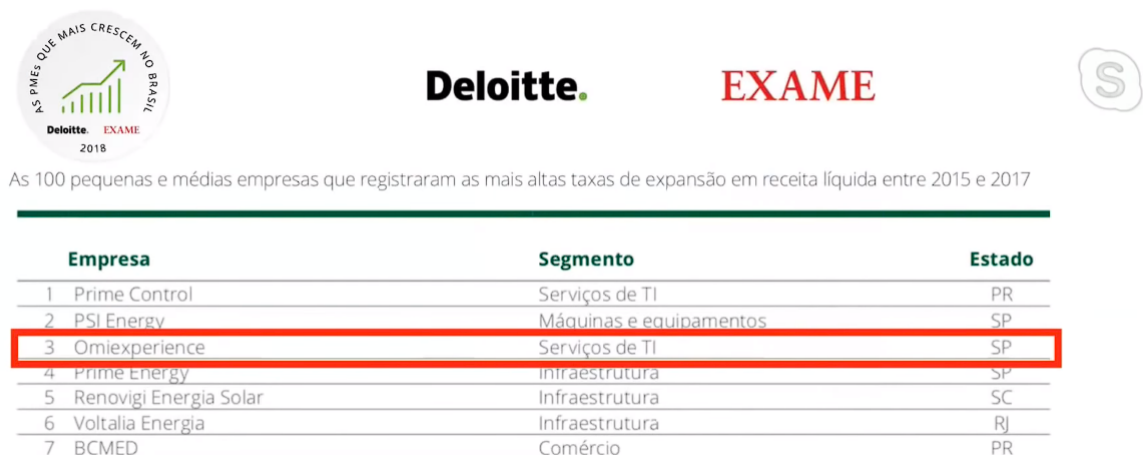 AS PMEs QUE MAIS CRESCEM NO BRASIL
Deloitte. EXAME
2018
Deloitte. EXAME
S
As 100 pequenas e médias empresas que registraram as mais altas taxas de expansão em receita líquida entre 2015 e 2017
Empresa Segmento Estado
1 Prime Control Serviços de TI PR
2 PSI Energy Máquinas e equipamentos SP
3 Omiexperience Serviços de TI SP
4 Prime Energy Infraestrutura SP
5 Renovigi Energia Solar Infraestrutura SC
6 Voltalia Energia Infraestrutura RJ
7 BCMED Comércio PR